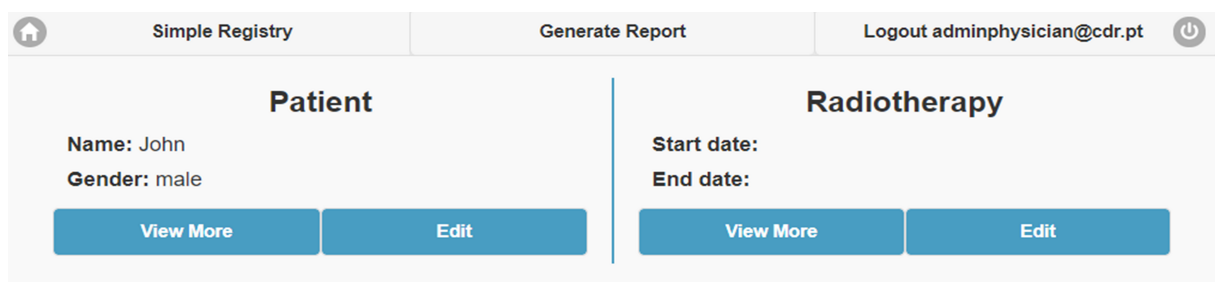 Simple Registry Generate Report Logout adminphysician@cdr.pt
Patient
Name: John
Gender: male
View More Edit
Radiotherapy
Start date:
End date:
View More Edit